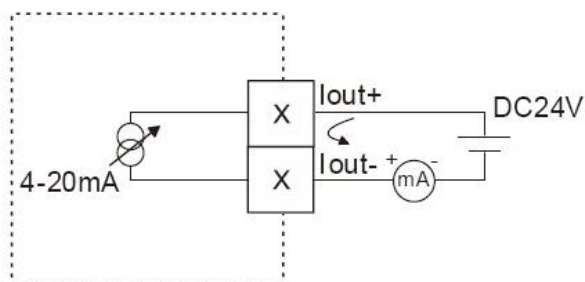 Iout+
DC24V
X
Iout-
+
-
X
mA
4-20mA